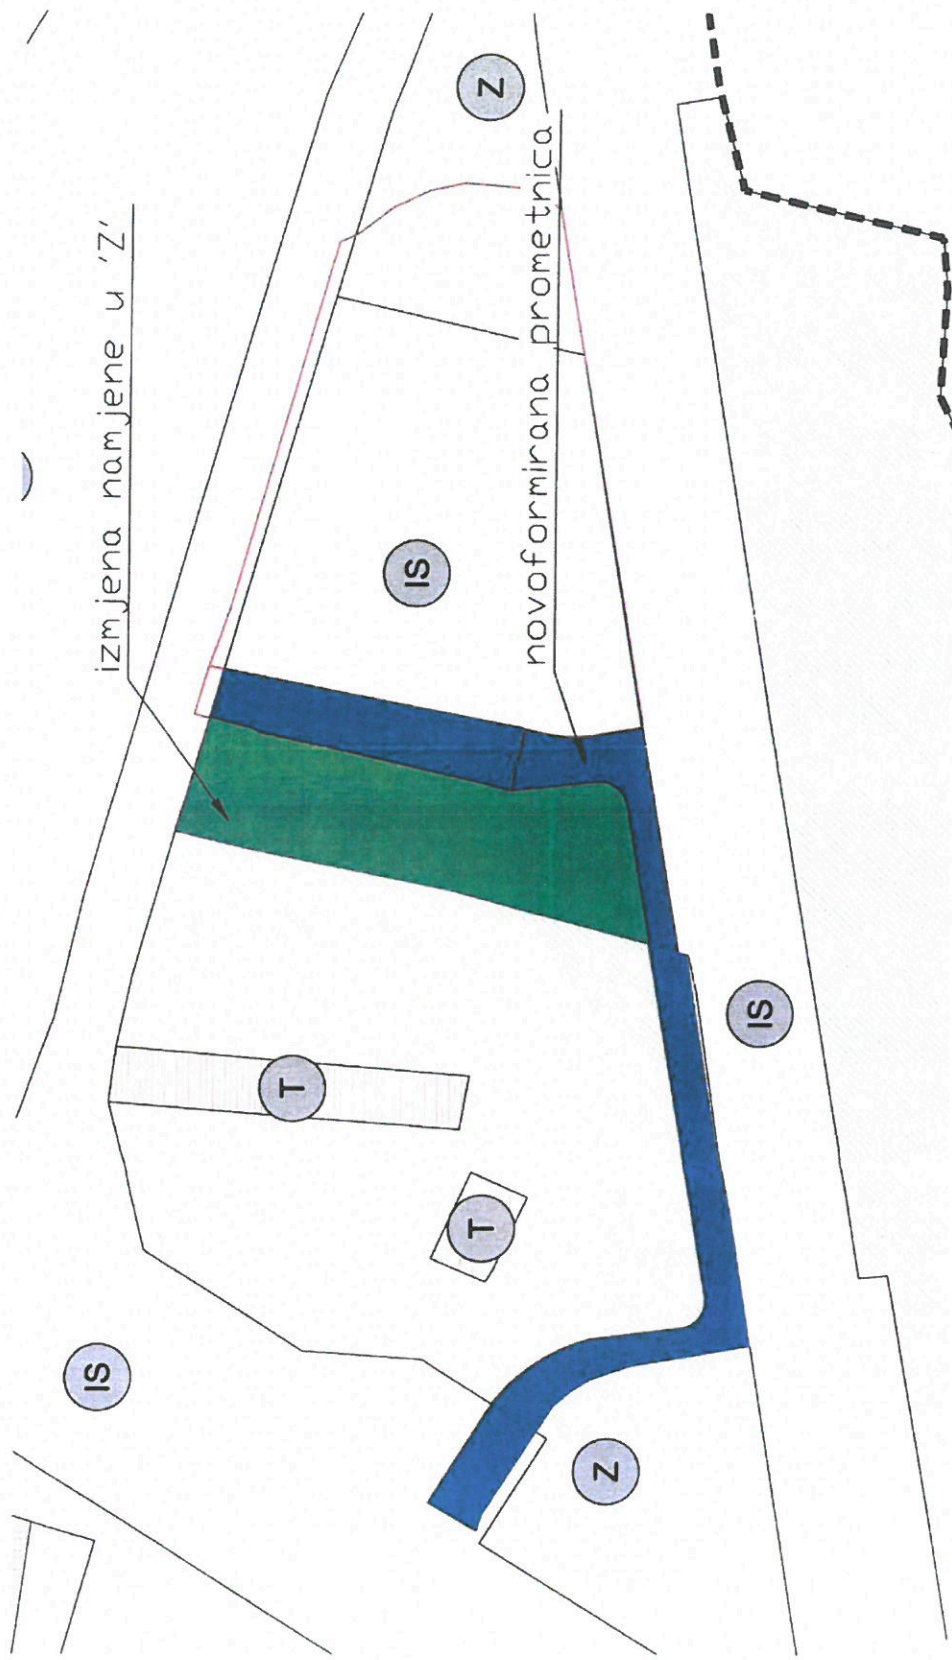 izmjena namjene u 'Z'
Z
novoformirana prometnica
IS
IS
T
T
IS
Z